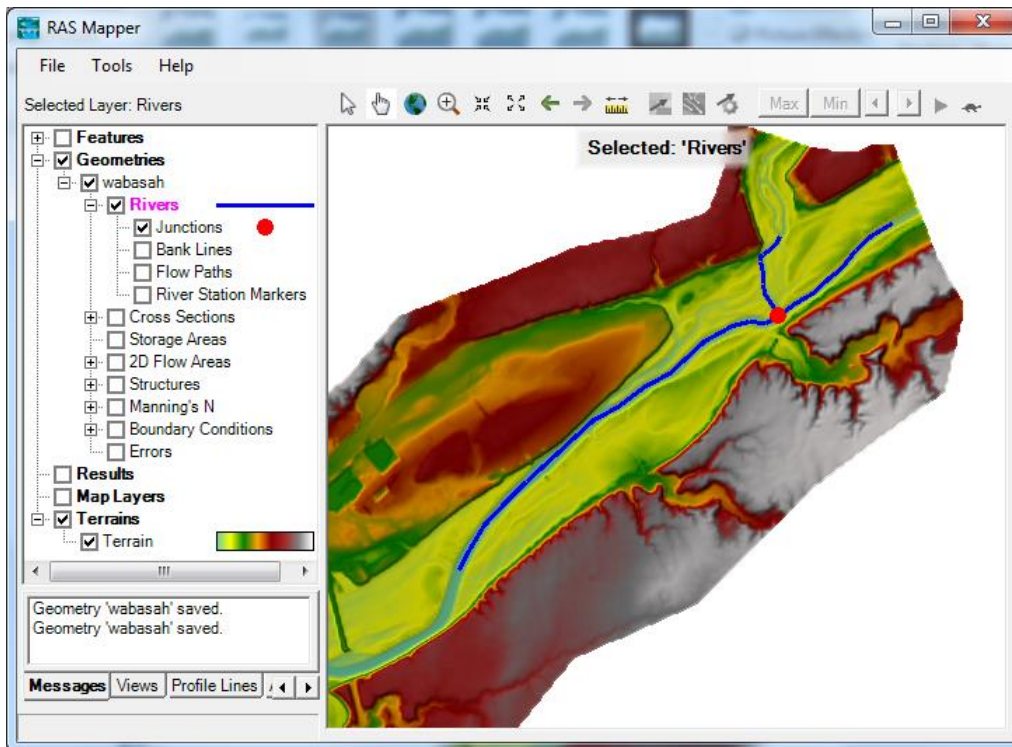 RAS Mapper
File Tools Help
Selected Layer: Rivers
Max Min
Features
Geometries
wabasah
Rivers
Junctions
Bank Lines
Flow Paths
River Station Markers
Cross Sections
Storage Areas
2D Flow Areas
Structures
Manning's N
Boundary Conditions
Errors
Results
Map Layers
Terrains
Terrain
Selected: 'Rivers'
Geometry 'wabasah' saved.
Geometry 'wabasah' saved.
Messages Views Profile Lines